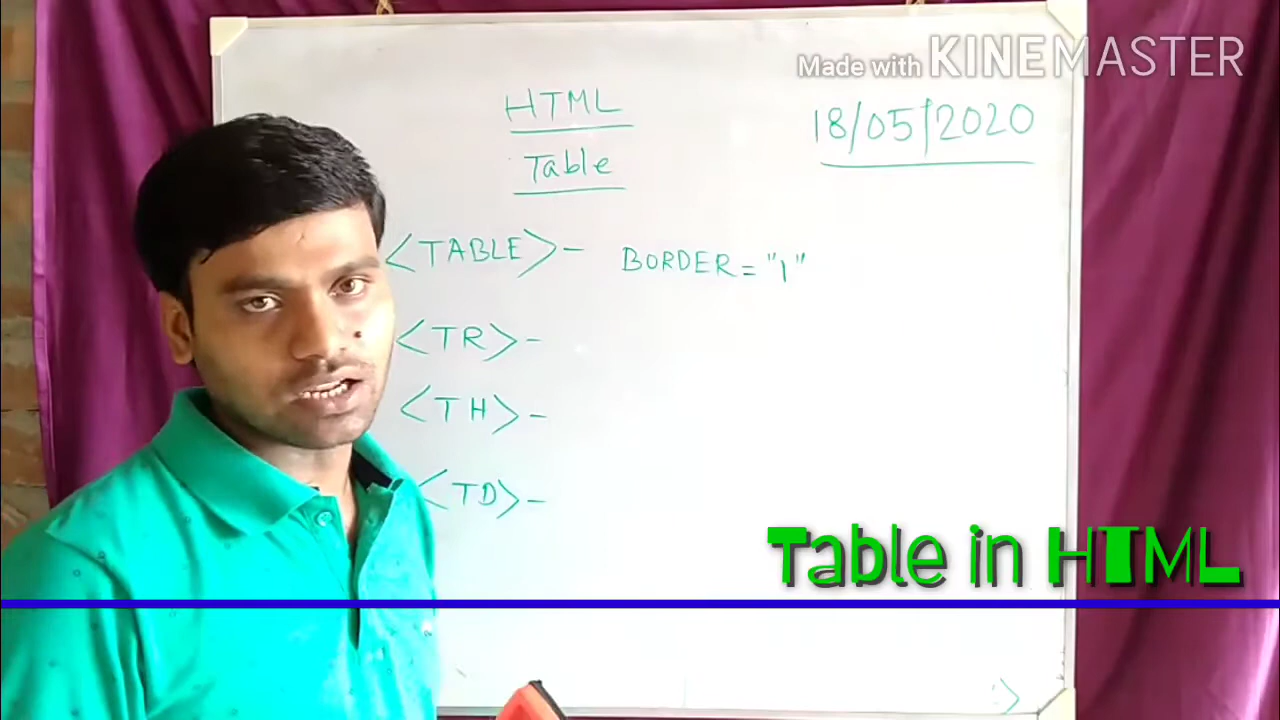 Made with KINEMASTER
HTML
18/05/2020
Table
<TABLE>- BORDER="1"
<TR>-
<TH>-
<TD>-
Table in HTML